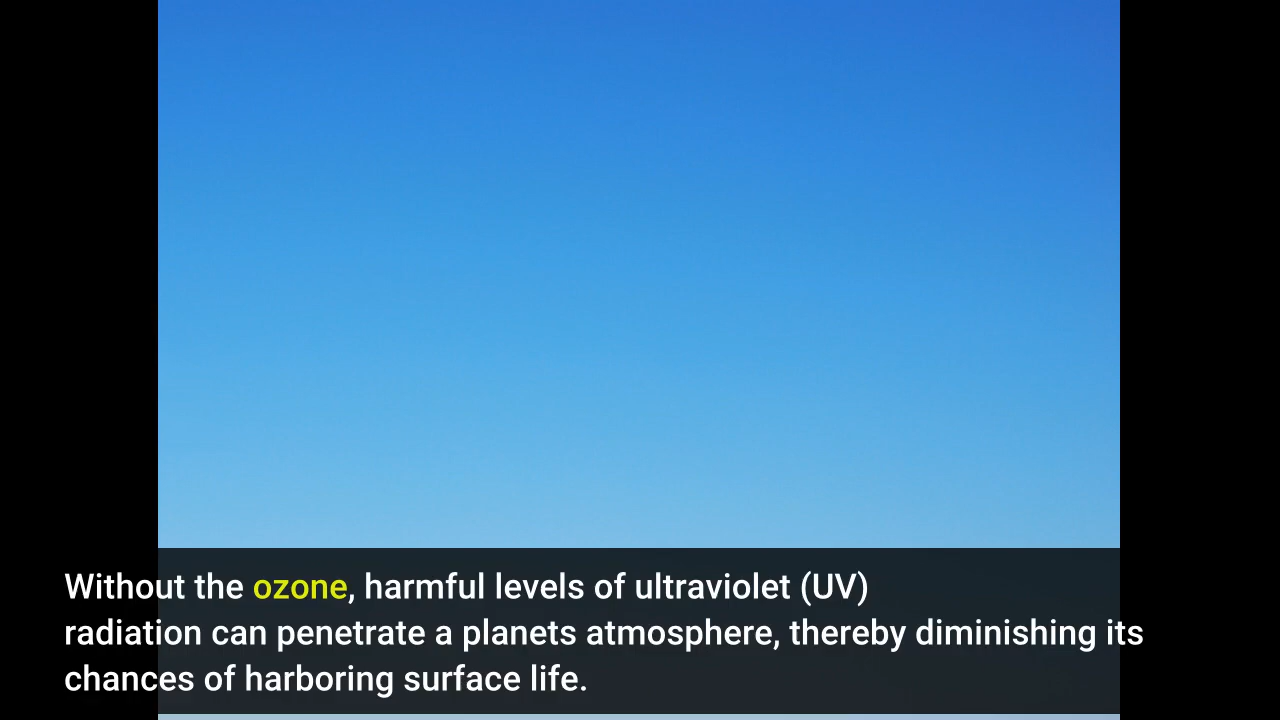 Without the ozone, harmful levels of ultraviolet (UV)
radiation can penetrate a planets atmosphere, thereby diminishing its
chances of harboring surface life.